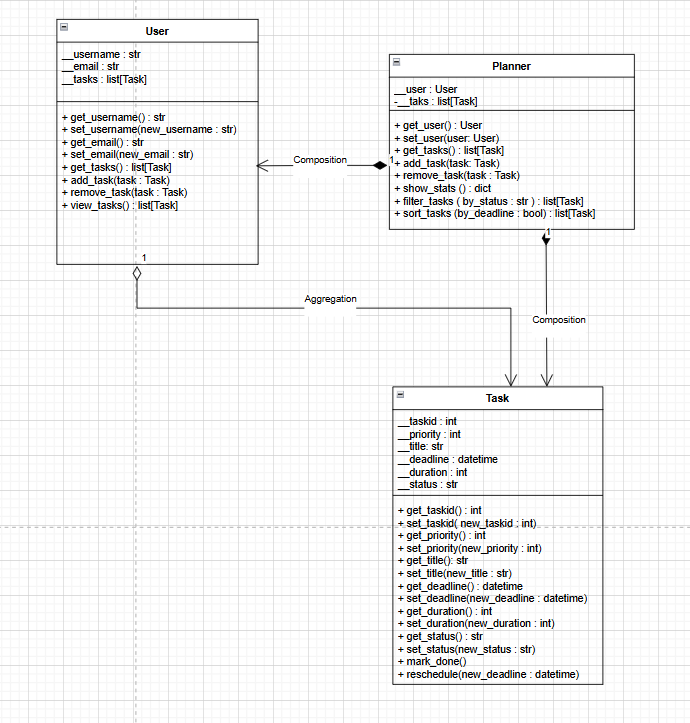 User
__username : str
__email : str
__tasks : list[Task]
+ get_username() : str
+ set_username(new_username : str)
+ get_email() : str
+ set_email(new_email : str)
+ get_tasks() : list[Task]
+ add_task(task : Task)
+ remove_task(task : Task)
+ view_tasks() : list[Task]
1
Planner
__user : User
-__taks : list[Task]
+ get_user() : User
+ set_user(user: User)
+ get_tasks() : list[Task]
+ add_task(task: Task)
+ remove_task(task : Task)
+ show_stats () : dict
+ filter_tasks ( by_status : str ) : list[Task]
+ sort_tasks (by_deadline : bool) : list[Task]
1
Composition
1
Aggregation
Composition
Task
__taskid : int
__priority : int
__title: str
__deadline : datetime
__duration : int
__status : str
+ get_taskid() : int
+ set_taskid( new_taskid : int)
+ get_priority() : int
+ set_priority(new_priority : int)
+ get_title(): str
+ set_title(new_title : str)
+ get_deadline() : datetime
+ set_deadline(new_deadline : datetime)
+ get_duration() : int
+ set_duration(new_duration : int)
+ get_status() : str
+ set_status(new_status : str)
+ mark_done()
+ reschedule(new_deadline : datetime)